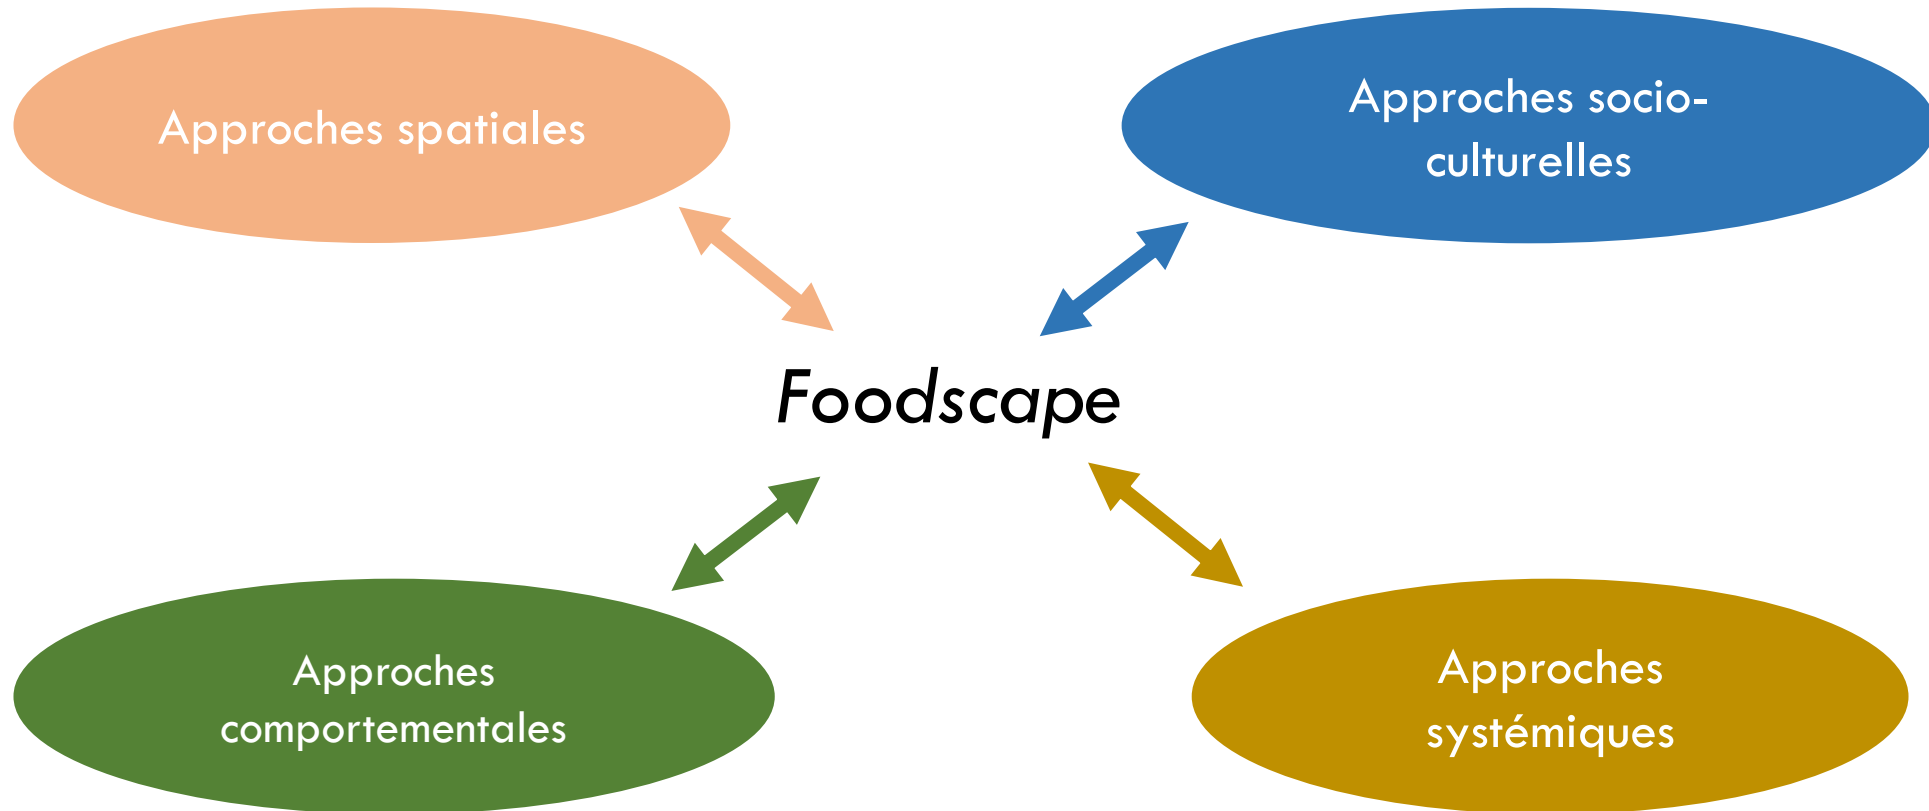 Approches spatiales
Approches socio-
culturelles
Foodscape
Approches
comportementales
Approches
systémiques